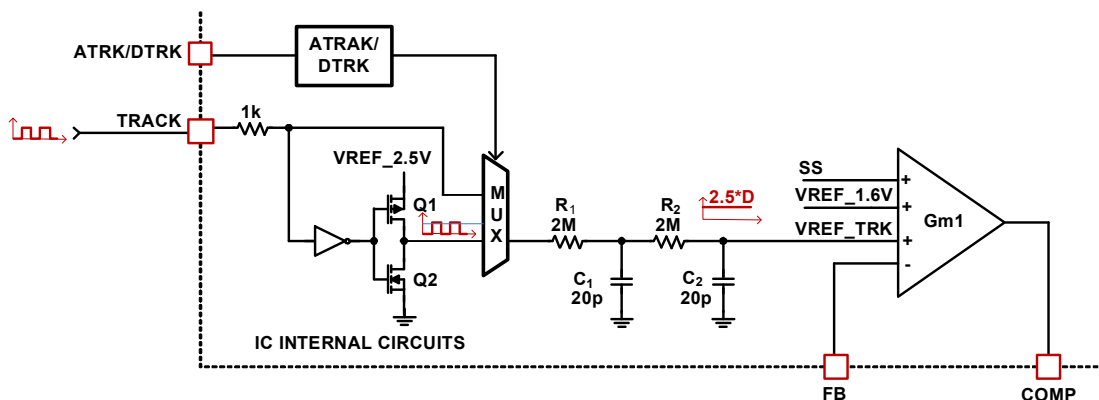 ATRK/DTRK
ATRAK/
DTRK
TRACK
1k
VREF_2.5V
Q1
Q2
M
U
X
R1
2M
R2
2M
2.5*D
C1
20p
C2
20p
SS
VREF_1.6V
VREF_TRK
+
+
+
-
Gm1
IC INTERNAL CIRCUITS
FB
COMP